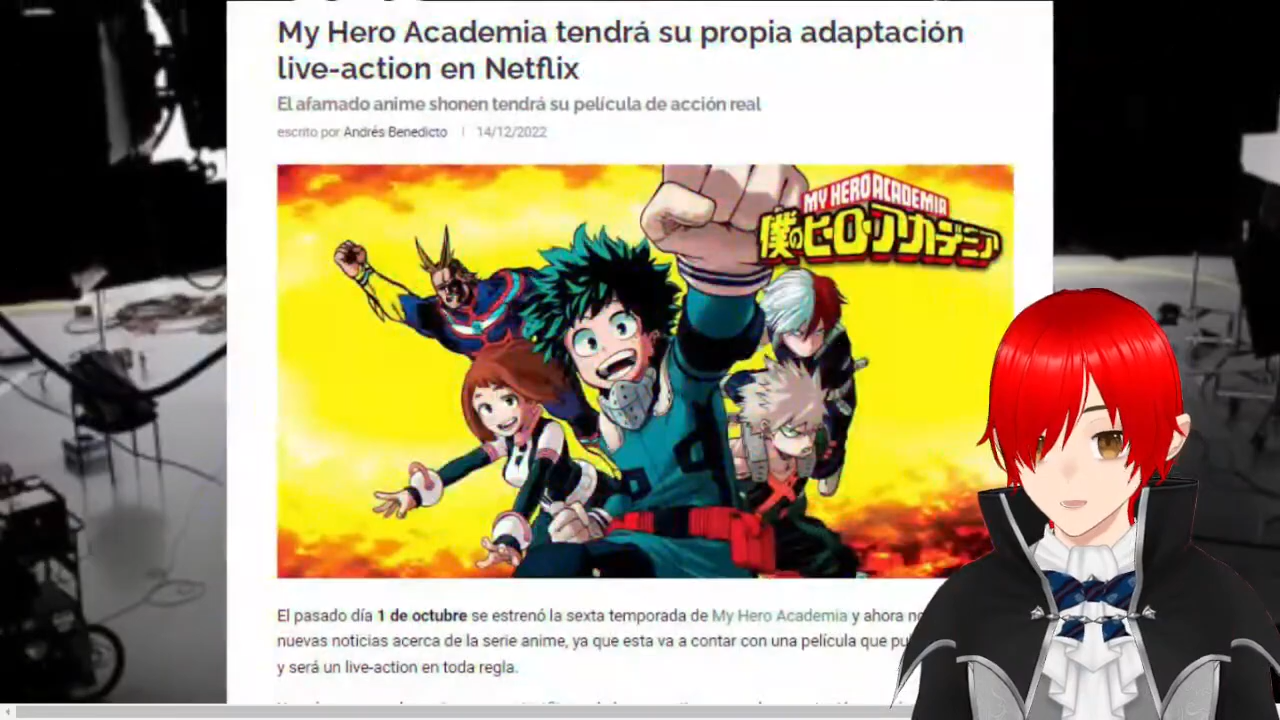 My Hero Academia tendrá su propia adaptación
live-action en Netflix
El afamado anime shonen tendrá su película de acción real
escrito por Andrés Benedicto | 14/12/2022
MY HERO ACADEMIA
僕のヒーローアカデミア
El pasado día 1 de octubre se estrenó la sexta temporada de My Hero Academia y ahora
nuevas noticias acerca de la serie anime, ya que esta va a contar con una película que
y será un live-action en toda regla.